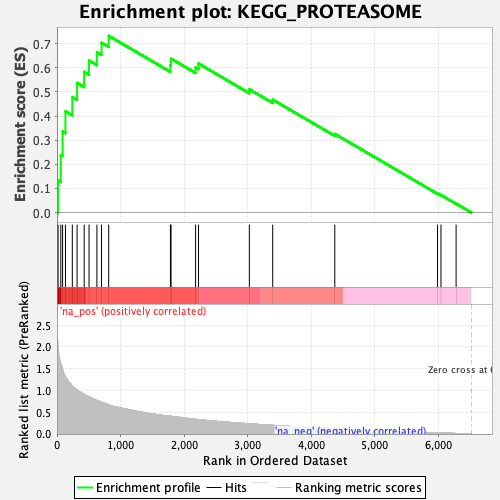 Enrichment plot: KEGG_PROTEASOME
Enrichment score (ES)
0.7
0.6
0.5
0.4
0.3
0.2
0.1
0.0
'na_pos' (positively correlated)
Ranked list metric (PreRanked)
2.5
2.0
1.5
1.0
0.5
0.0
Zero cross at
'na_neg' (negatively correlated)
0 1,000 2,000 3,000 4,000 5,000 6,000
Rank in Ordered Dataset
Enrichment profile Hits Ranking metric scores